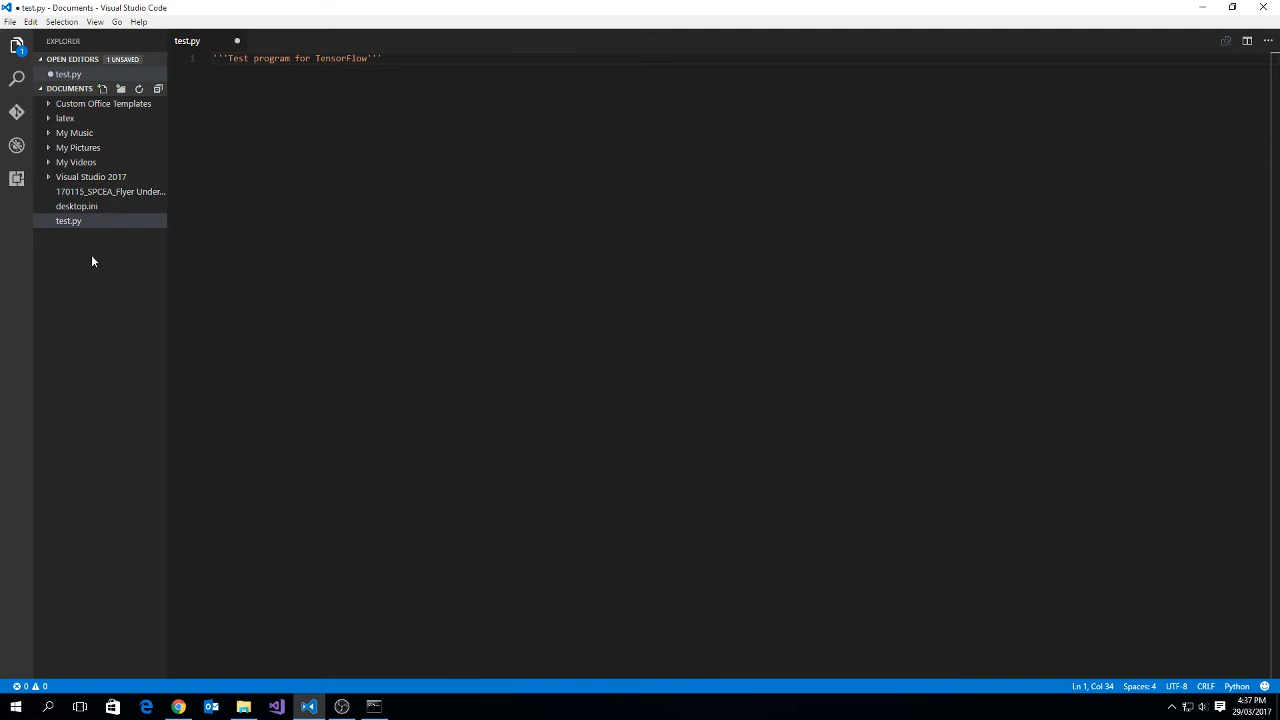 ● test.py - Documents - Visual Studio Code
File Edit Selection View Go Help
EXPLORER
OPEN EDITORS 1 UNSAVED
test.py
DOCUMENTS
Custom Office Templates
latex
My Music
My Pictures
My Videos
Visual Studio 2017
170115_SPCEA_Flyer Under...
desktop.ini
test.py
1
test.py
1 '''Test program for TensorFlow'''
0 0
Ln 1, Col 34 Spaces: 4 UTF-8 CRLF Python
4:37 PM
29/03/2017